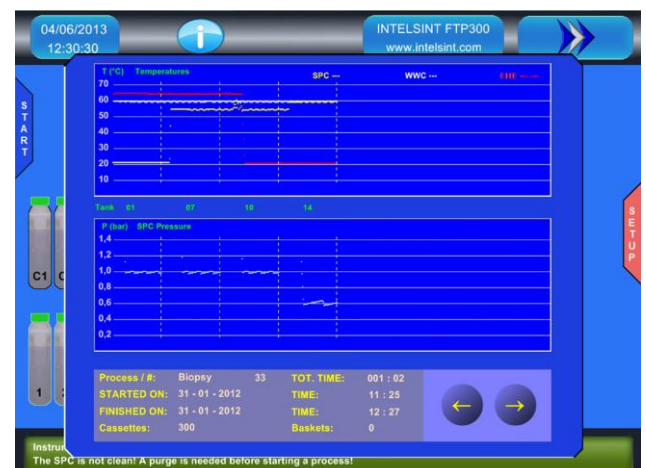 04/06/2013
12:30:30
i
INTELSINT FTP300
www.intelsint.com
START
SETUP
T (°C) Temperatures SPC --- WWC ---
70
60
50
40
30
20
10
Tank 01 07 10 14
P (bar) SPC Pressure
1,4
1,2
1,0
0,8
0,6
0,4
0,2
C1
1
Process / #: Biopsy 33 TOT. TIME: 001 : 02
STARTED ON: 31 - 01 - 2012 TIME: 11 : 25
FINISHED ON: 31 - 01 - 2012 TIME: 12 : 27
Cassettes: 300 Baskets: 0
Instru
The SPC is not clean! A purge is needed before starting a process!